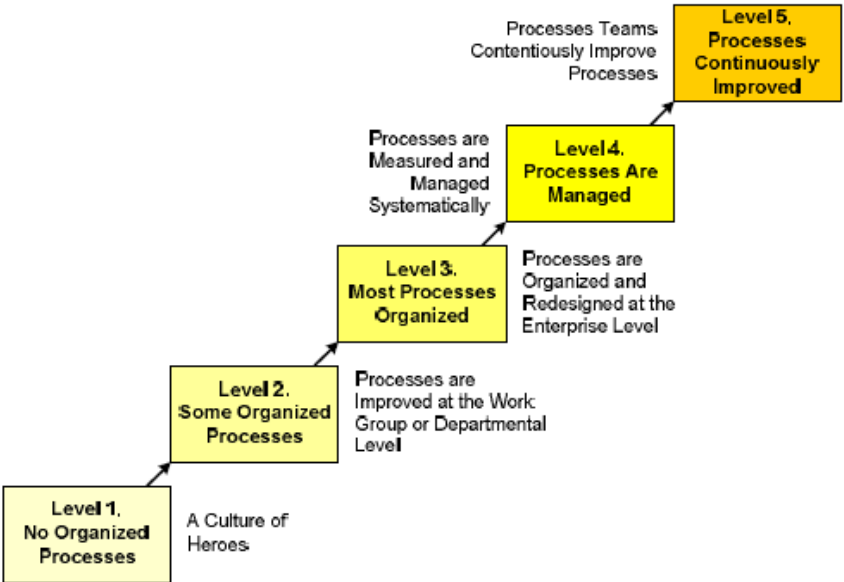 Processes Teams
Contentiously Improve
Processes
Level 5.
Processes
Continuously
Improved
Processes are
Measured and
Managed
Systematically
Level 4.
Processes Are
Managed
Level 3.
Most Processes
Organized
Processes are
Organized and
Redesigned at the
Enterprise Level
Level 2.
Some Organized
Processes
Processes are
Improved at the Work
Group or Departmental
Level
Level 1.
No Organized
Processes
A Culture of
Heroes